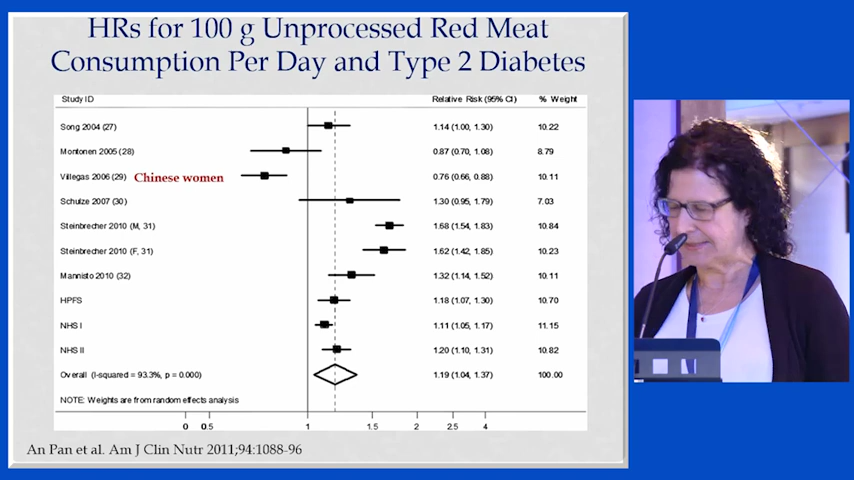 HRs for 100 g Unprocessed Red Meat
Consumption Per Day and Type 2 Diabetes
Study ID Relative Risk (95% CI) % Weight
Song 2004 (27) 1.14 (1.00, 1.30) 10.22
Montonen 2005 (28) 0.87 (0.70, 1.08) 8.79
Villegas 2006 (29) Chinese women 0.76 (0.66, 0.88) 10.11
Schulze 2007 (30) 1.30 (0.95, 1.79) 7.03
Steinbrecher 2010 (M, 31) 1.68 (1.54, 1.83) 10.84
Steinbrecher 2010 (F, 31) 1.62 (1.42, 1.85) 10.23
Mannisto 2010 (32) 1.32 (1.14, 1.52) 10.11
HPFS 1.18 (1.07, 1.30) 10.70
NHS I 1.11 (1.05, 1.17) 11.15
NHS II 1.20 (1.10, 1.31) 10.82
Overall (I-squared = 93.3%, p = 0.000) 1.19 (1.04, 1.37) 100.00
NOTE: Weights are from random effects analysis
0 0.5 1 1.5 2 2.5 4
An Pan et al. Am J Clin Nutr 2011;94:1088-96